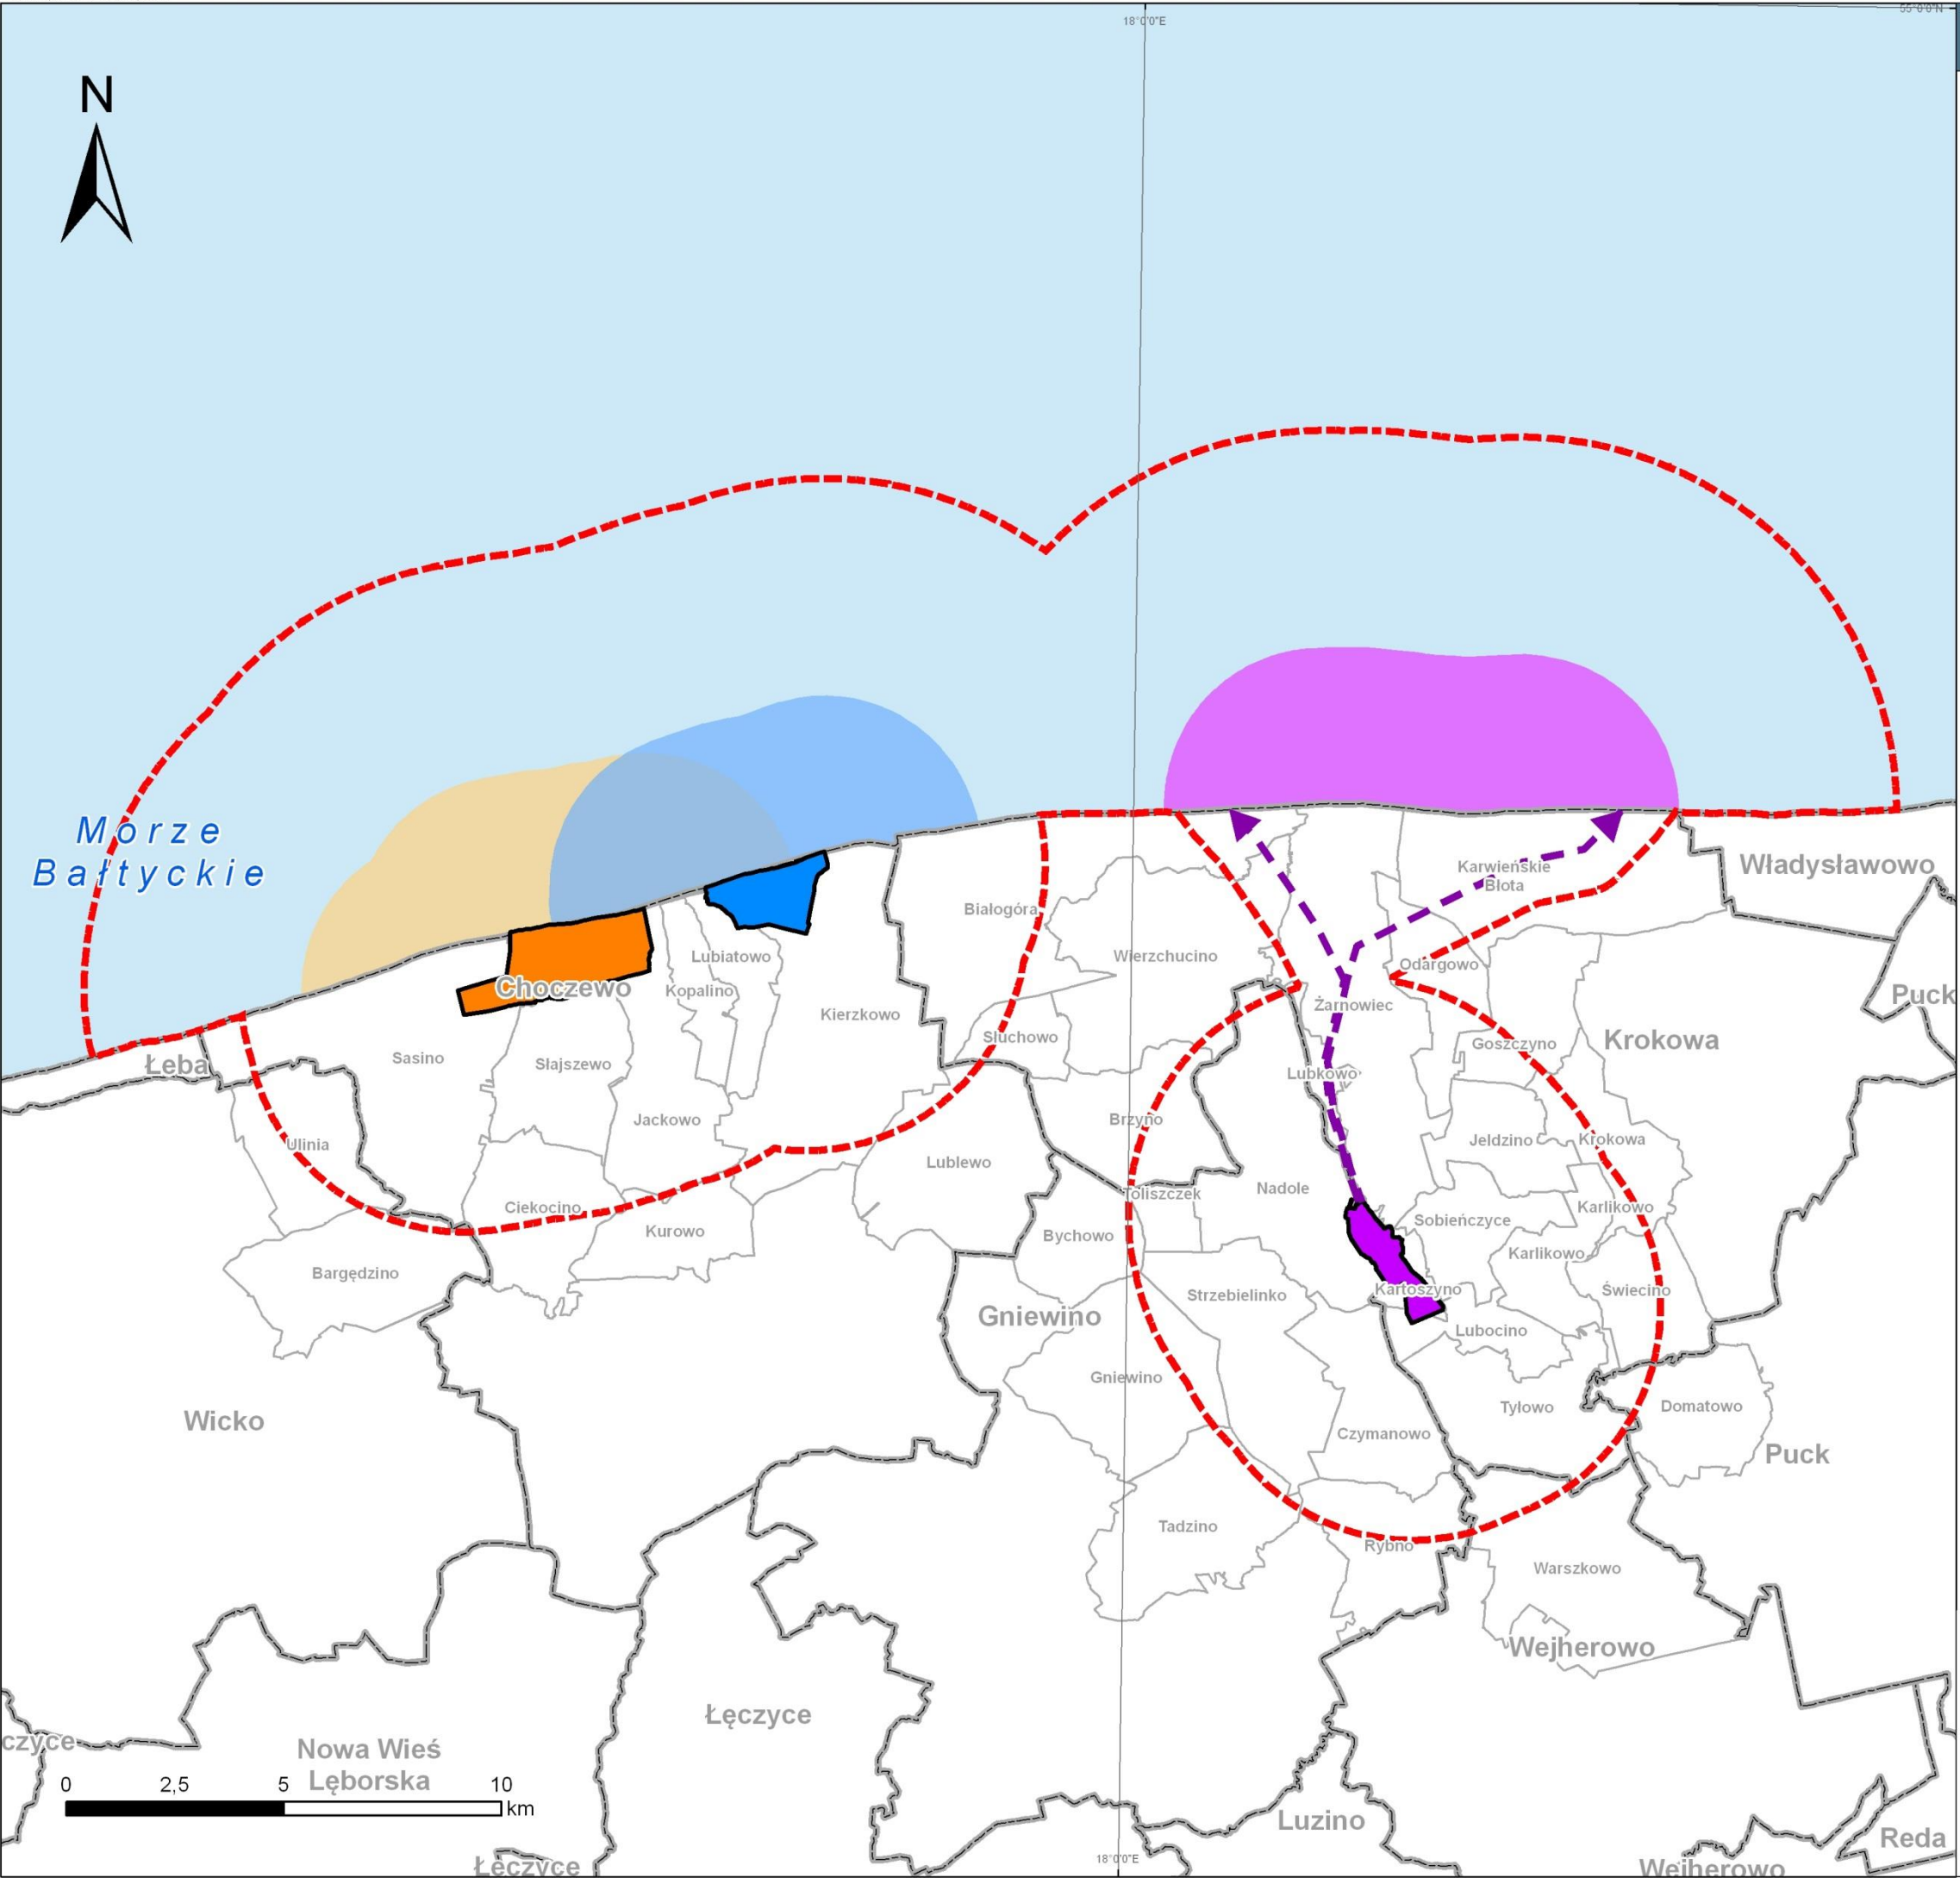 18°0'0"E
55°0'0"N
N
Morze
Bałtyckie
Władysławowo
Karwieńskie
Błota
Białogóra
Wierzchucino
Lubiatowo
Odargowo
Choczewo
Kopalino
Puck
Żarnowiec
Kierzkowo
Słuchowo
Krokowa
Goszczyno
Łeba
Sasino
Słajszewo
Lubkowo
Jackowo
Brzyno
Ulinia
Jeldzino
Krokowa
Lublewo
Toliszczek
Nadole
Ciekocino
Kurowo
Bychowo
Sobieńczyce
Karlikowo
Karlikowo
Bargędzino
Strzebielinko
Kartoszyno
Świecino
Gniewino
Lubocino
Gniewino
Wicko
Tyłowo
Domatowo
Czymanowo
Puck
Tadzino
Rybno
Warszkowo
Wejherowo
Łęczyce
czyce
Nowa Wieś
Lęborska
0 2,5 5 10
km
Luzino
Reda
18°0'0"E
Łęczyce
Wejherowo